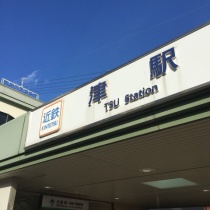 近鉄
KINTETSU
津駅
TSU Station